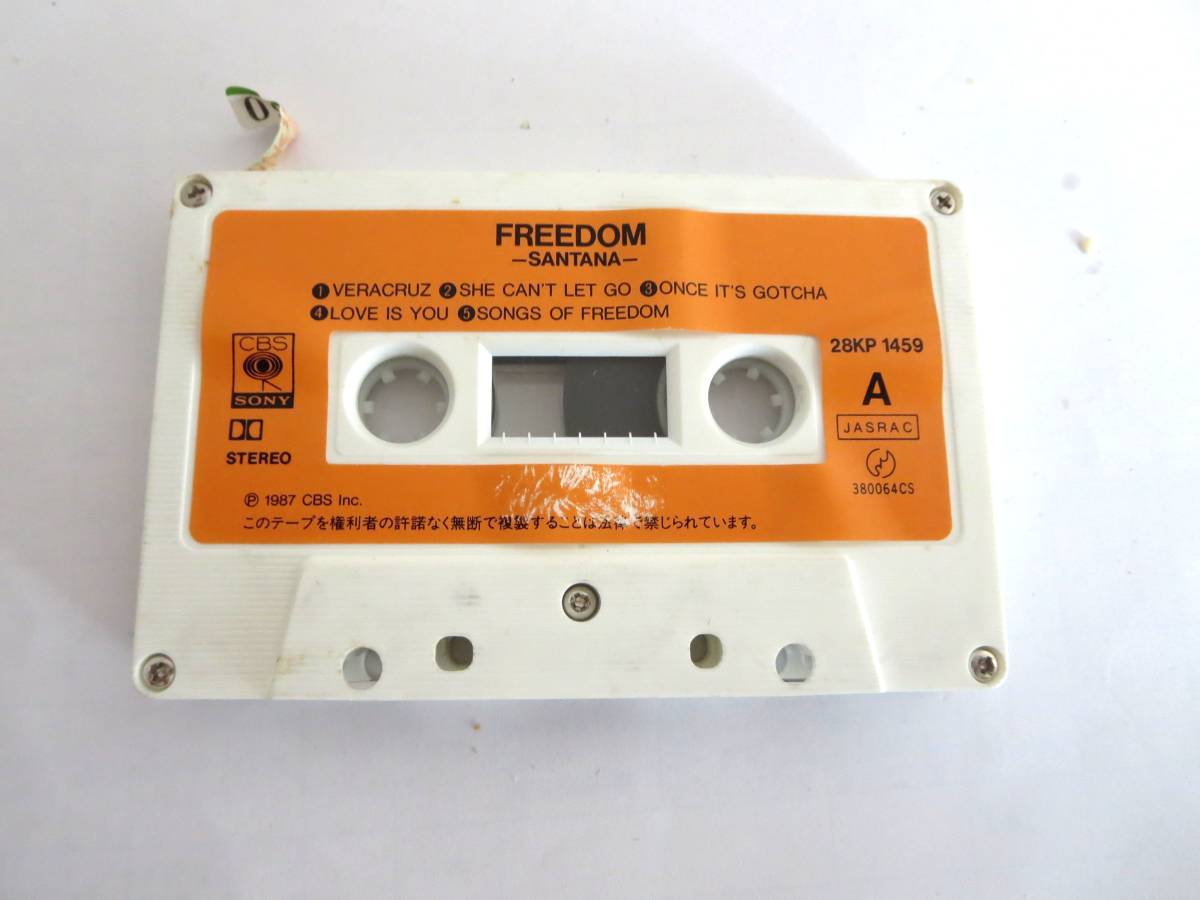 0
FREEDOM
—SANTANA—
❶VERACRUZ ❷SHE CAN'T LET GO ❸ONCE IT'S GOTCHA
❹LOVE IS YOU ❺SONGS OF FREEDOM
CBS
SONY
STEREO
28KP 1459
A
JASRAC
380064CS
Ⓟ 1987 CBS Inc.
このテープを権利者の許諾なく無断で複製することは法律で禁じられています。